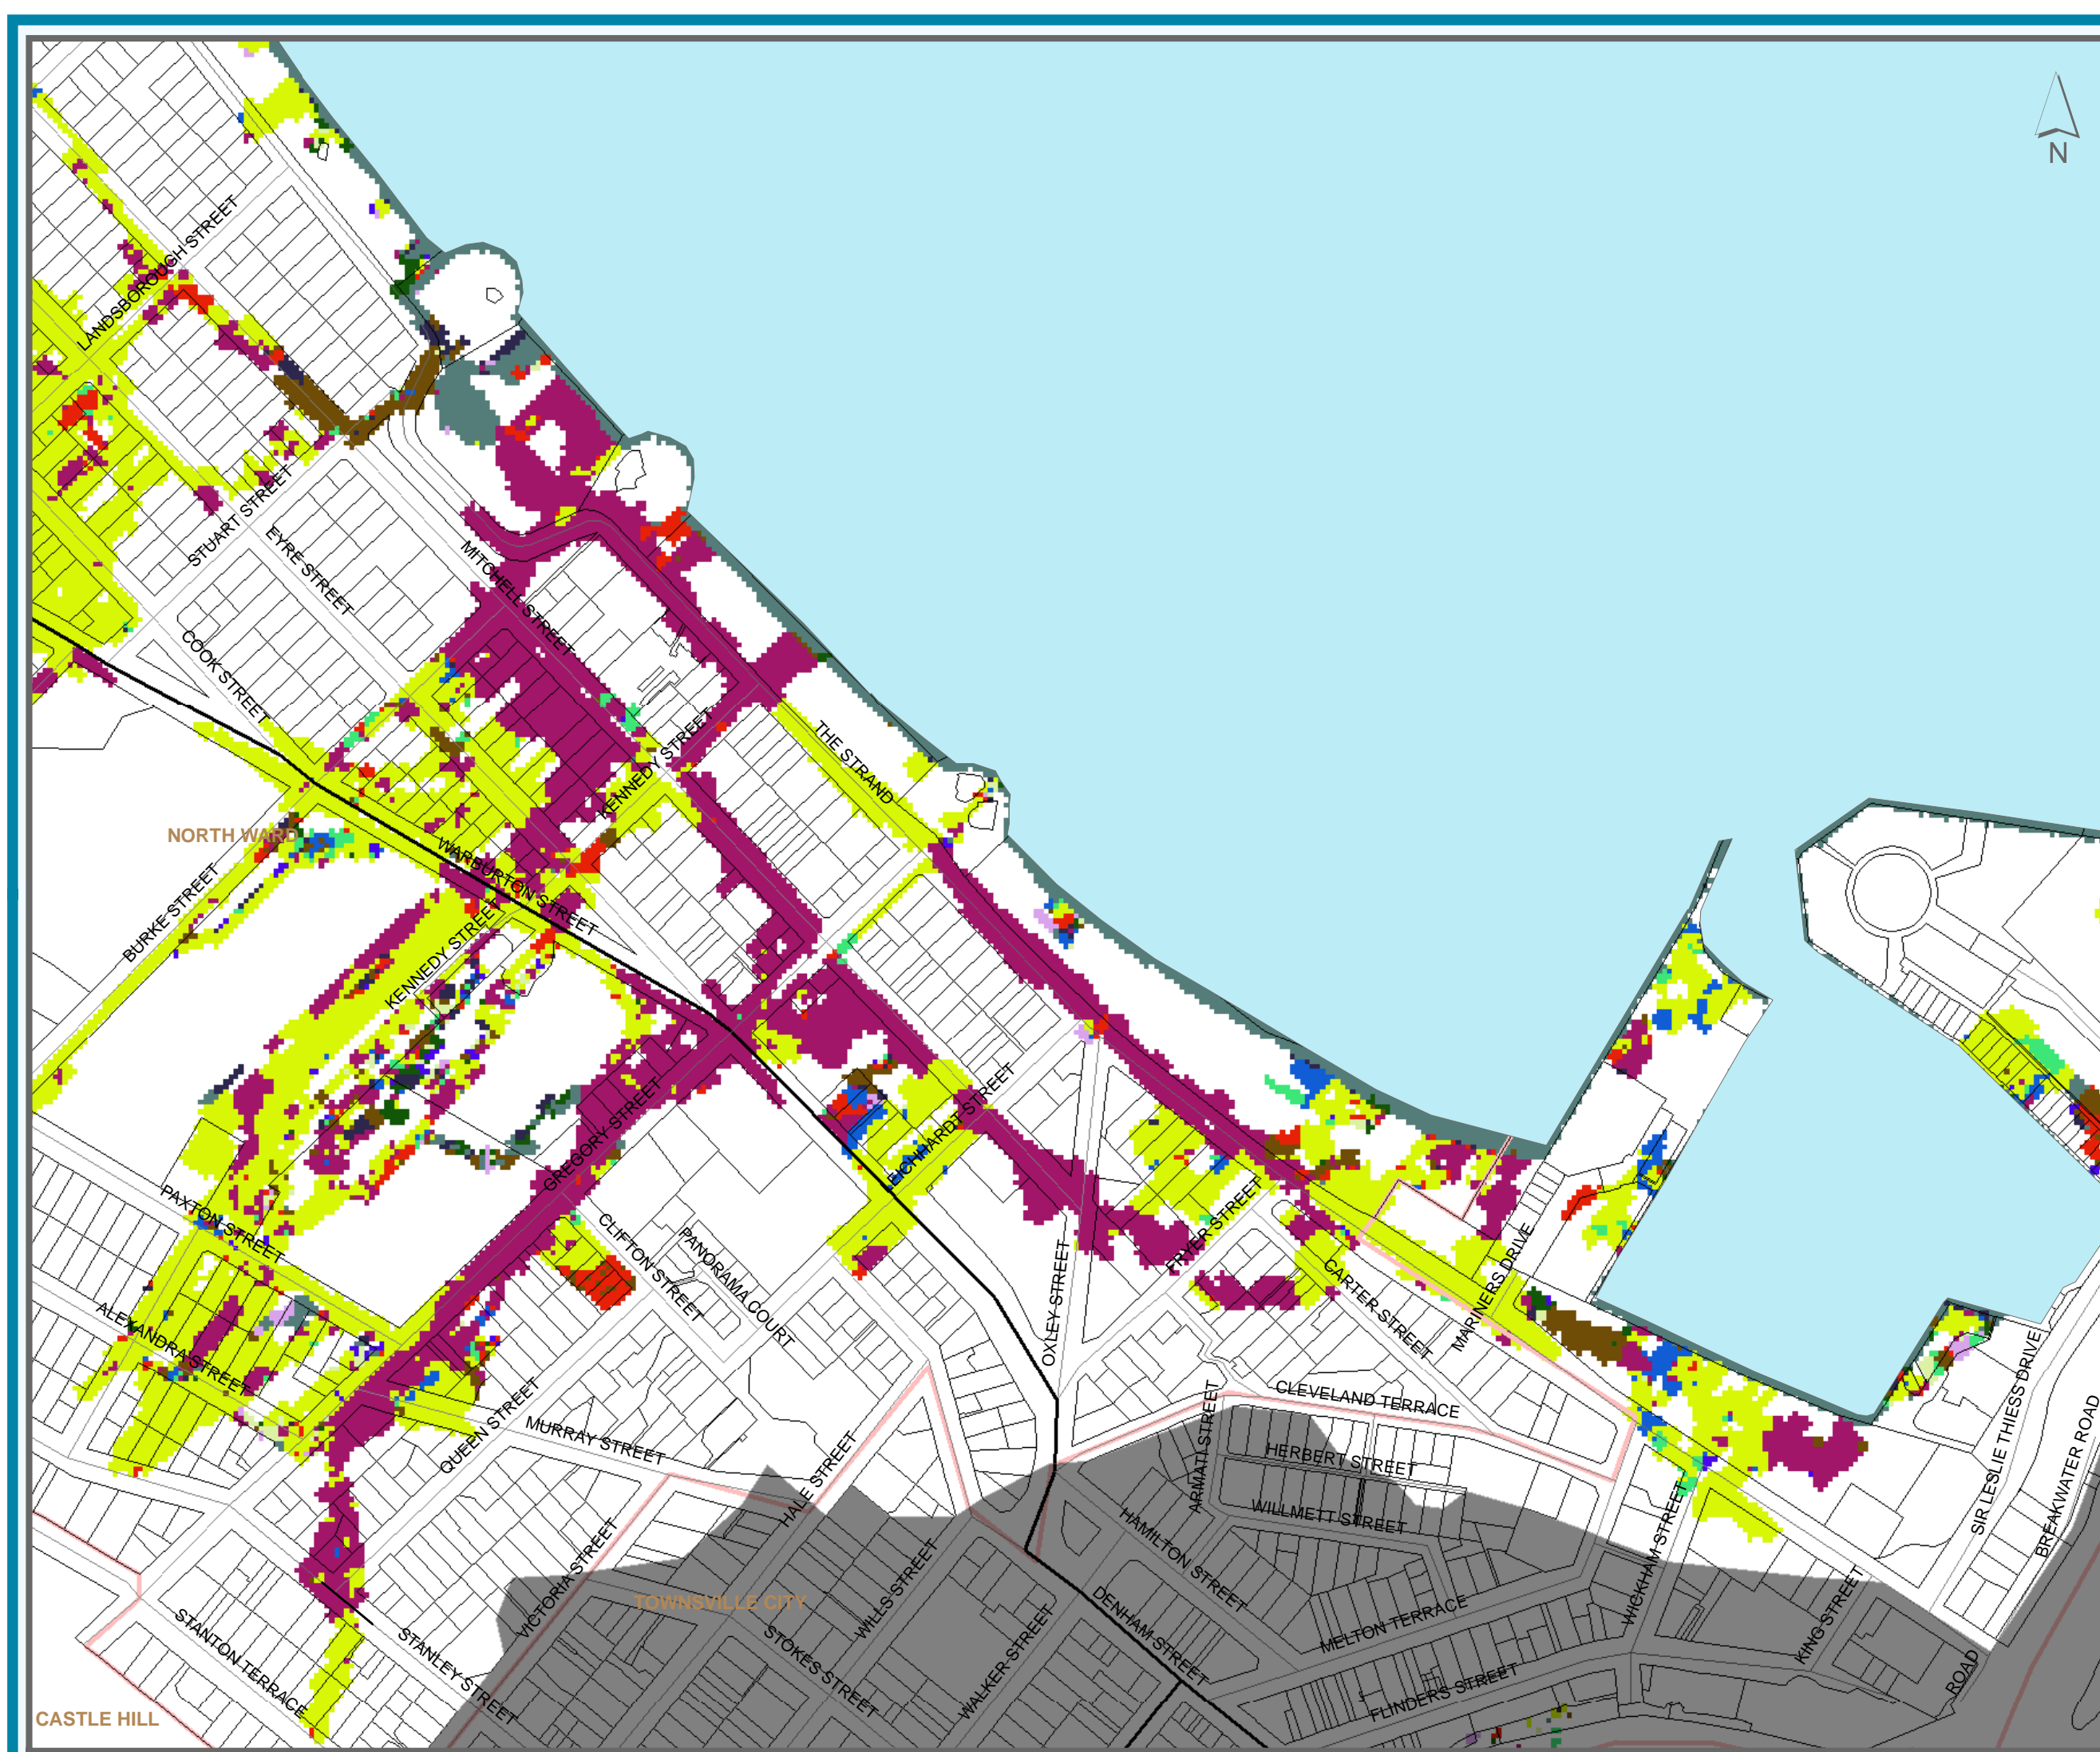 N
LANDSBOROUGH STREET
STUART STREET
EYRE STREET
MITCHELL STREET
COOK STREET
KENNEDY STREET
THE STRAND
NORTH WARD
WARBURTON STREET
BURKE STREET
KENNEDY STREET
GREGORY STREET
LEICHHARDT STREET
PAXTON STREET
CLIFTON STREET
PANORAMA COURT
FRYER STREET
OXLEY STREET
CARTER STREET
MARINERS DRIVE
ALEXANDRA STREET
QUEEN STREET
MURRAY STREET
HALE STREET
CLEVELAND TERRACE
ARMATI STREET
HERBERT STREET
WILLMETT STREET
HAMILTON STREET
SIR LESLIE THIESS DRIVE
BREAKWATER ROAD
WICKHAM STREET
VICTORIA STREET
TOWNSVILLE CITY
WILLS STREET
STOKES STREET
WALKER STREET
DENHAM STREET
MELTON TERRACE
KING STREET
FLINDERS STREET
ROAD
STANTON TERRACE
STANLEY STREET
CASTLE HILL